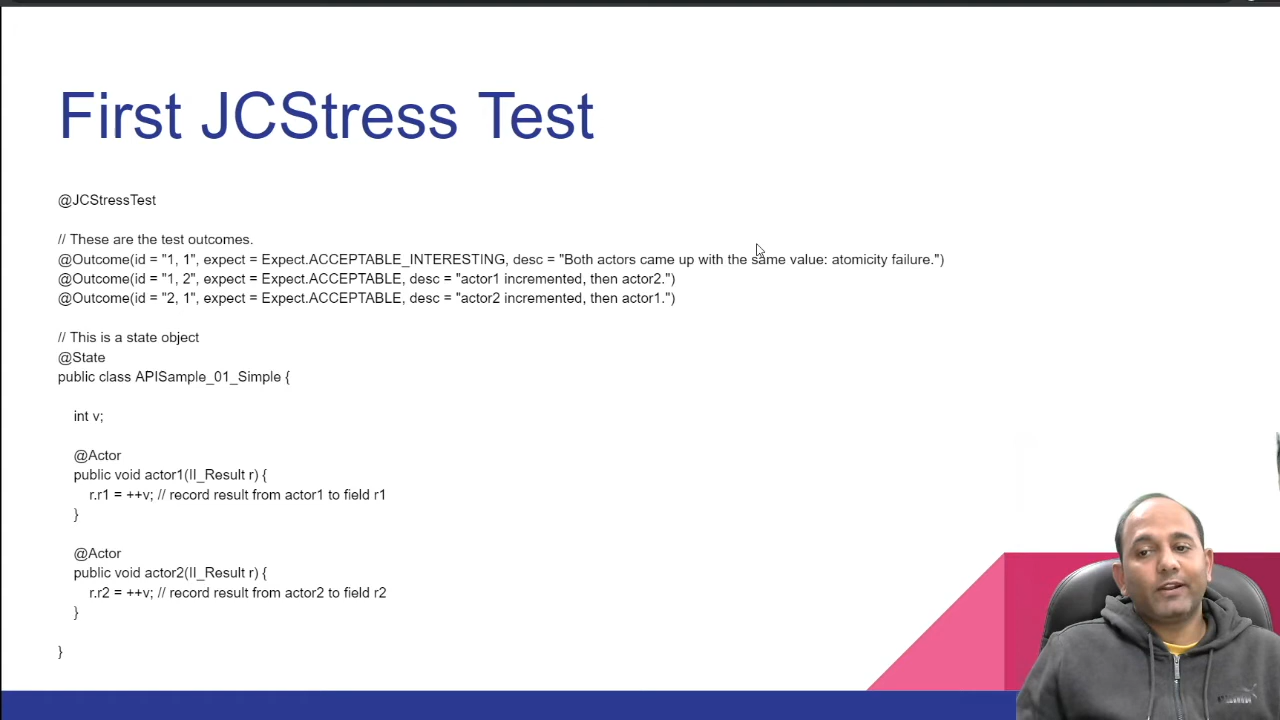 First JCStress Test
@JCStressTest
// These are the test outcomes.
@Outcome(id = "1, 1", expect = Expect.ACCEPTABLE_INTERESTING, desc = "Both actors came up with the same value: atomicity failure.")
@Outcome(id = "1, 2", expect = Expect.ACCEPTABLE, desc = "actor1 incremented, then actor2.")
@Outcome(id = "2, 1", expect = Expect.ACCEPTABLE, desc = "actor2 incremented, then actor1.")
// This is a state object
@State
public class APISample_01_Simple {
int v;
@Actor
public void actor1(II_Result r) {
r.r1 = ++v; // record result from actor1 to field r1
}
@Actor
public void actor2(II_Result r) {
r.r2 = ++v; // record result from actor2 to field r2
}
}